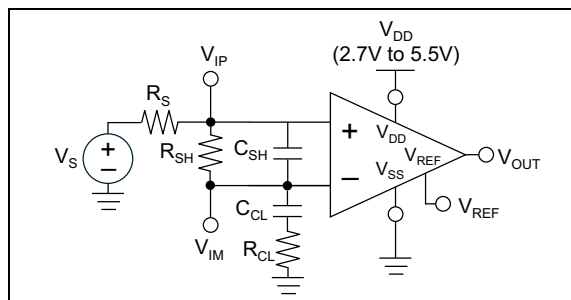 V_DD
(2.7V to 5.5V)
V_IP
R_S
+
V_DD
V_S
+
−
R_SH
C_SH
V_REF
V_OUT
V_SS
−
C_CL
V_REF
V_IM
R_CL